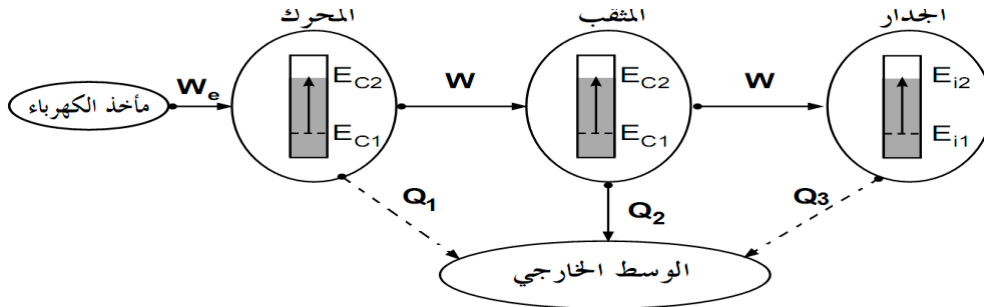 المحرك
المثقب
الجدار
مأخذ الكهرباء
We
EC2
EC1
W
EC2
EC1
W
Ei2
Ei1
Q1
Q2
Q3
الوسط الخارجي